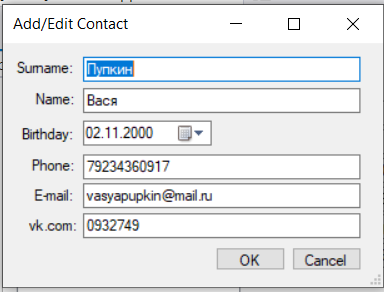 Add/Edit Contact
Surname: Пупкин
Name: Вася
Birthday: 02.11.2000
Phone: 79234360917
E-mail: vasyapupkin@mail.ru
vk.com: 0932749
OK Cancel